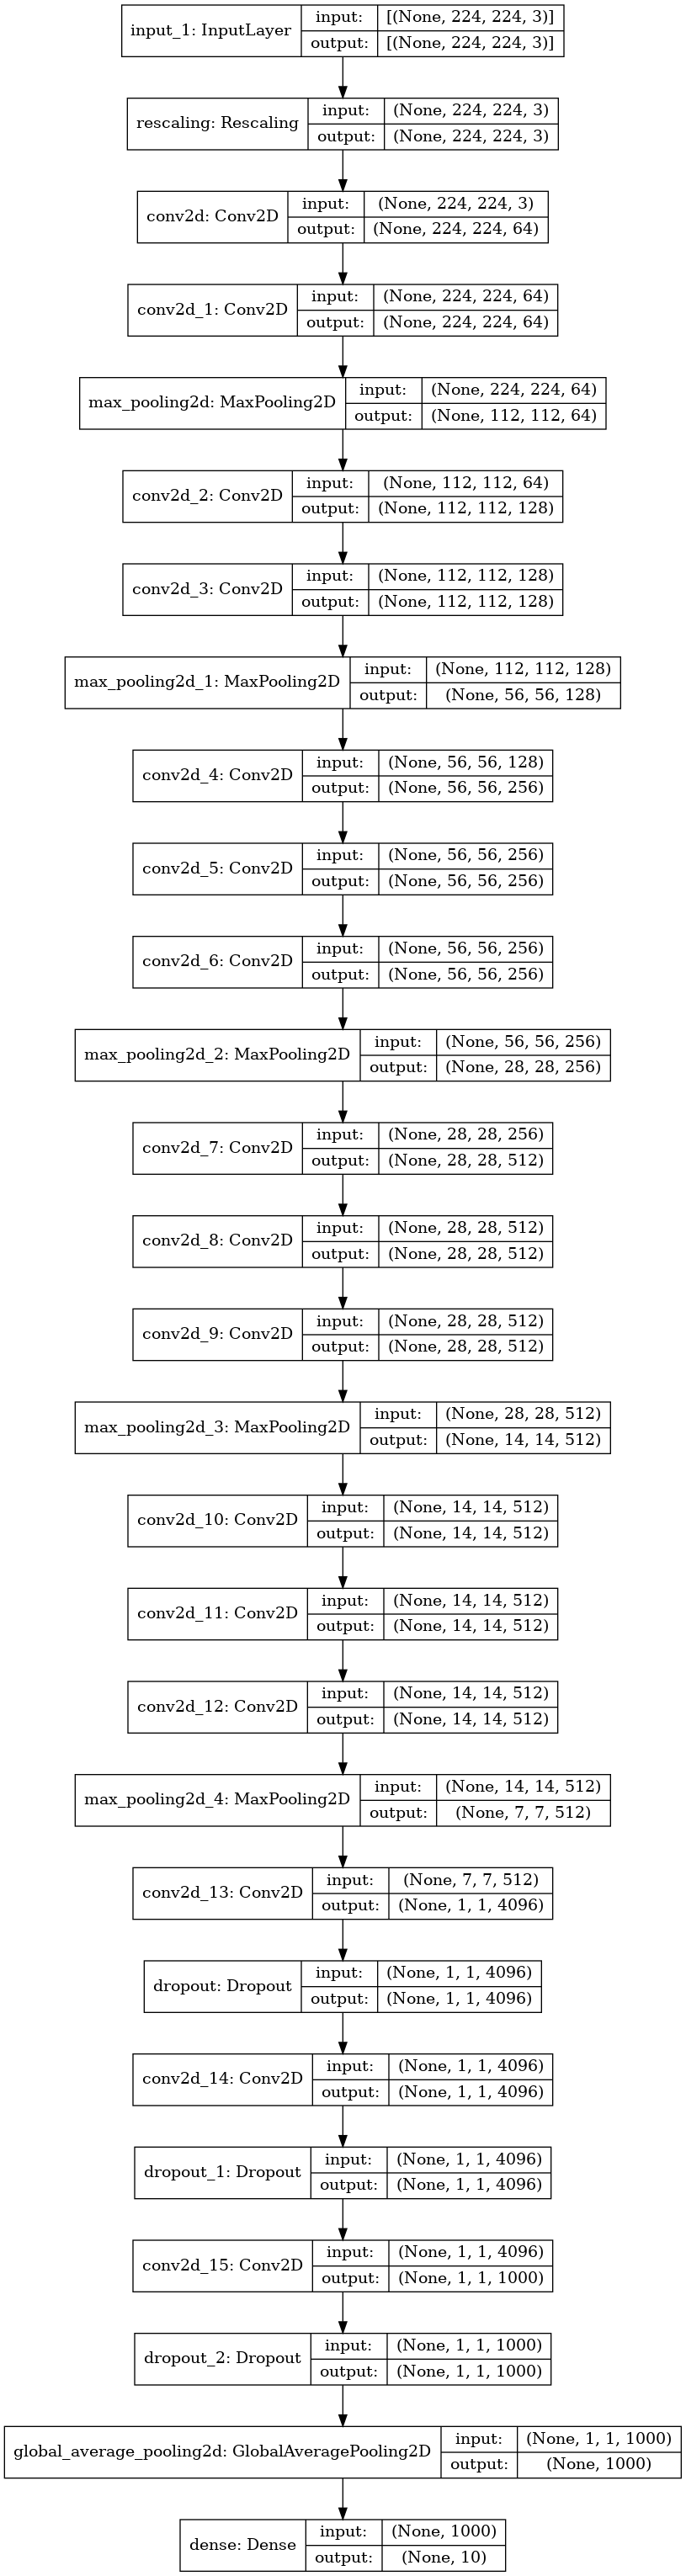 input_1: InputLayer
input: [(None, 224, 224, 3)]
output: [(None, 224, 224, 3)]
rescaling: Rescaling
input: (None, 224, 224, 3)
output: (None, 224, 224, 3)
conv2d: Conv2D
input: (None, 224, 224, 3)
output: (None, 224, 224, 64)
conv2d_1: Conv2D
input: (None, 224, 224, 64)
output: (None, 224, 224, 64)
max_pooling2d: MaxPooling2D
input: (None, 224, 224, 64)
output: (None, 112, 112, 64)
conv2d_2: Conv2D
input: (None, 112, 112, 64)
output: (None, 112, 112, 128)
conv2d_3: Conv2D
input: (None, 112, 112, 128)
output: (None, 112, 112, 128)
max_pooling2d_1: MaxPooling2D
input: (None, 112, 112, 128)
output: (None, 56, 56, 128)
conv2d_4: Conv2D
input: (None, 56, 56, 128)
output: (None, 56, 56, 256)
conv2d_5: Conv2D
input: (None, 56, 56, 256)
output: (None, 56, 56, 256)
conv2d_6: Conv2D
input: (None, 56, 56, 256)
output: (None, 56, 56, 256)
max_pooling2d_2: MaxPooling2D
input: (None, 56, 56, 256)
output: (None, 28, 28, 256)
conv2d_7: Conv2D
input: (None, 28, 28, 256)
output: (None, 28, 28, 512)
conv2d_8: Conv2D
input: (None, 28, 28, 512)
output: (None, 28, 28, 512)
conv2d_9: Conv2D
input: (None, 28, 28, 512)
output: (None, 28, 28, 512)
max_pooling2d_3: MaxPooling2D
input: (None, 28, 28, 512)
output: (None, 14, 14, 512)
conv2d_10: Conv2D
input: (None, 14, 14, 512)
output: (None, 14, 14, 512)
conv2d_11: Conv2D
input: (None, 14, 14, 512)
output: (None, 14, 14, 512)
conv2d_12: Conv2D
input: (None, 14, 14, 512)
output: (None, 14, 14, 512)
max_pooling2d_4: MaxPooling2D
input: (None, 14, 14, 512)
output: (None, 7, 7, 512)
conv2d_13: Conv2D
input: (None, 7, 7, 512)
output: (None, 1, 1, 4096)
dropout: Dropout
input: (None, 1, 1, 4096)
output: (None, 1, 1, 4096)
conv2d_14: Conv2D
input: (None, 1, 1, 4096)
output: (None, 1, 1, 4096)
dropout_1: Dropout
input: (None, 1, 1, 4096)
output: (None, 1, 1, 4096)
conv2d_15: Conv2D
input: (None, 1, 1, 4096)
output: (None, 1, 1, 1000)
dropout_2: Dropout
input: (None, 1, 1, 1000)
output: (None, 1, 1, 1000)
global_average_pooling2d: GlobalAveragePooling2D
input: (None, 1, 1, 1000)
output: (None, 1000)
dense: Dense
input: (None, 1000)
output: (None, 10)